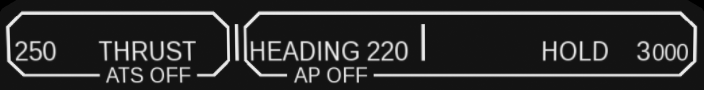 250 THRUST HEADING 220 HOLD 3000
ATS OFF AP OFF